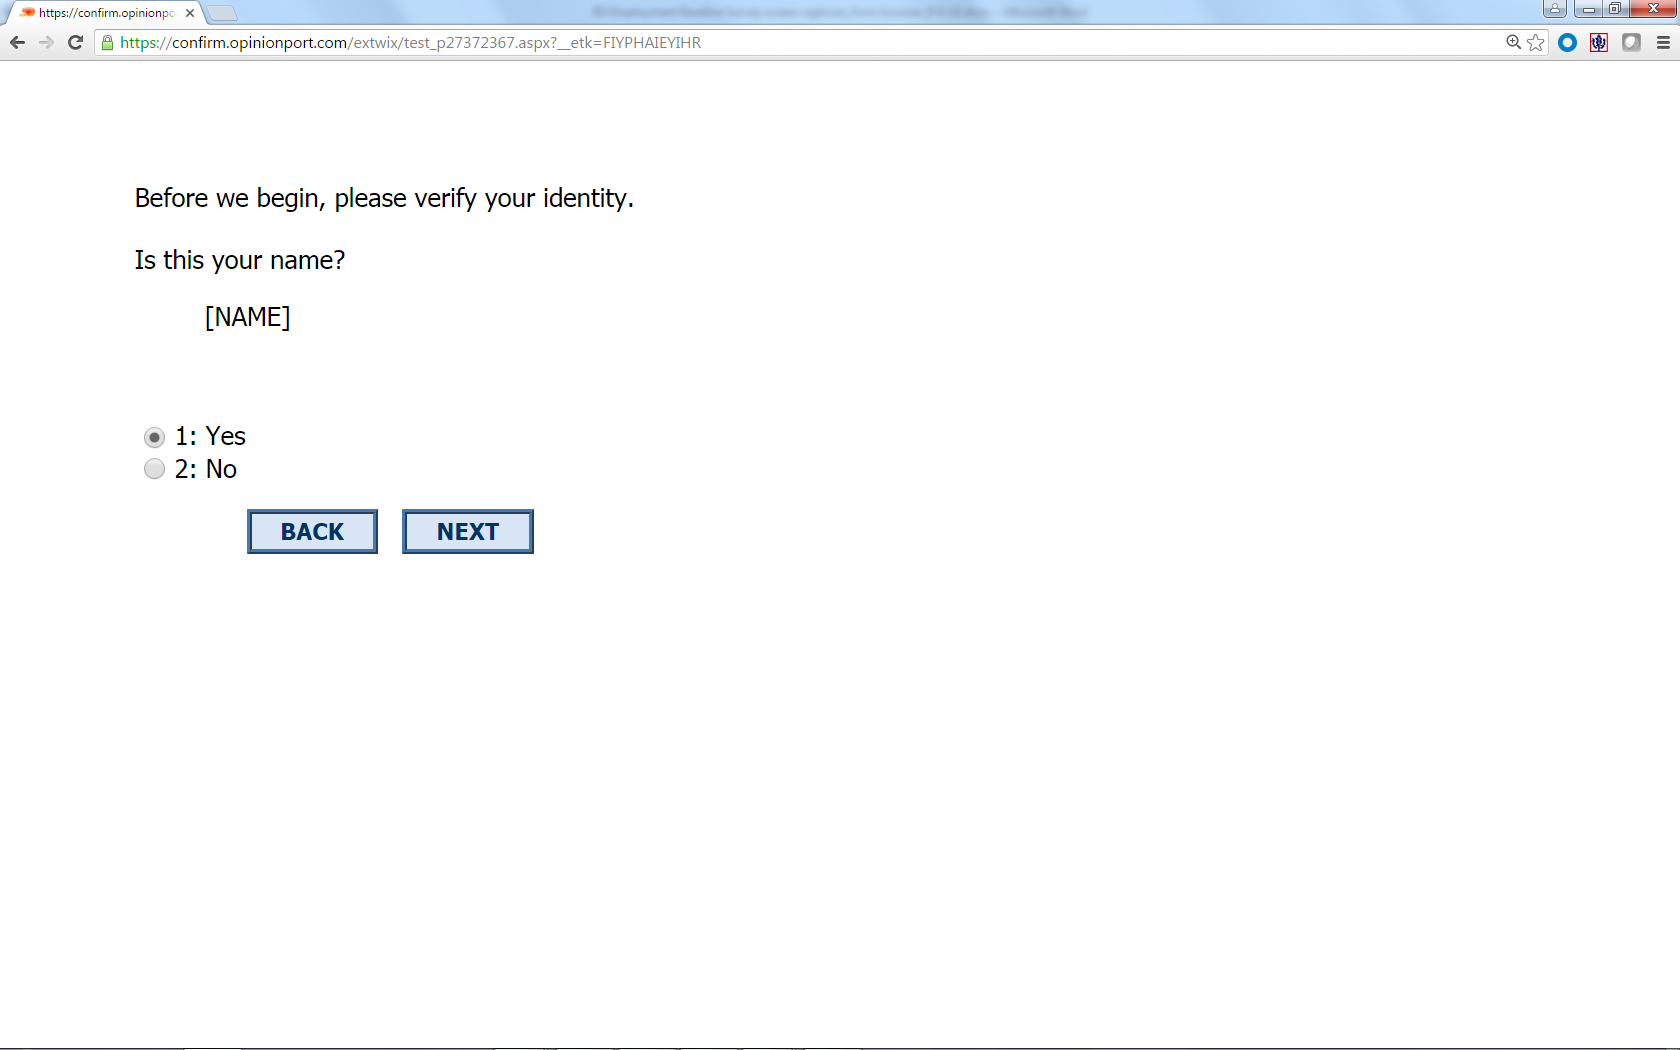 https://confirm.opinionpo
https://confirm.opinionport.com/extwix/test_p27372367.aspx?__etk=FIYPHAIEYIHR
Before we begin, please verify your identity.
Is this your name?
[NAME]
1: Yes
2: No
BACK NEXT